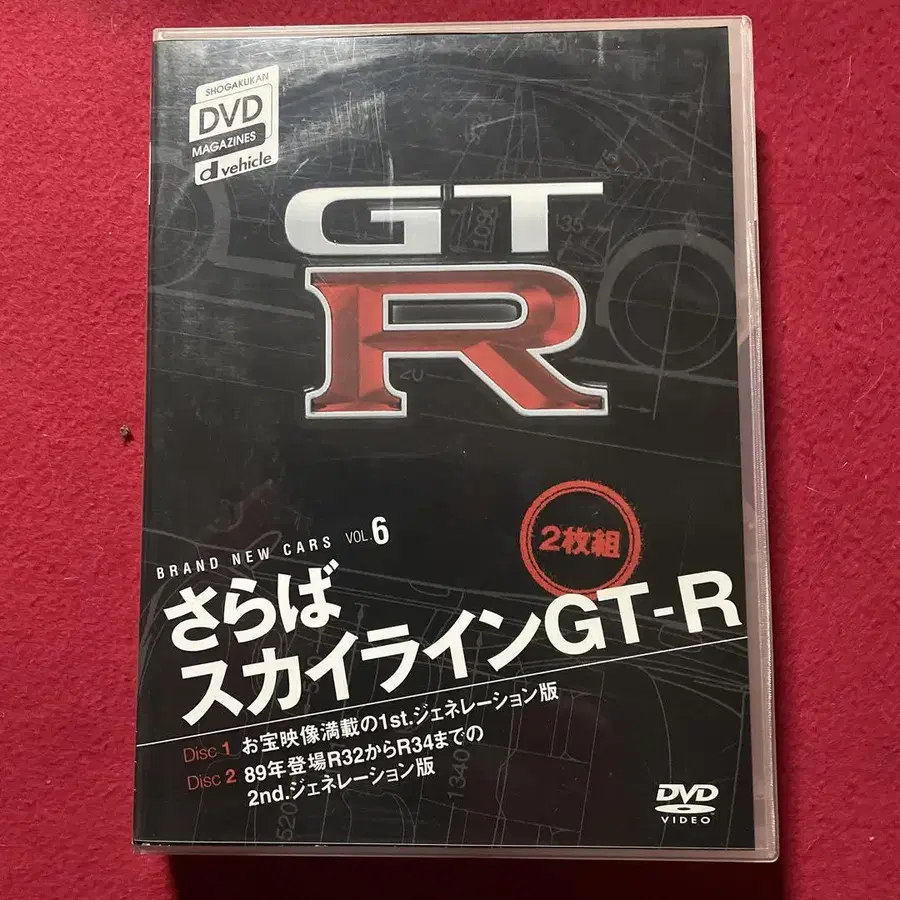 SHOGAKUKAN
DVD
MAGAZINES
d vehicle
GT
R
BRAND NEW CARS VOL.6
2枚組
さらば
スカイラインGT-R
Disc 1 お宝映像満載の1st.ジェネレーション版
Disc 2 89年登場R32からR34までの
2nd.ジェネレーション版
DVD
VIDEO
35
1340